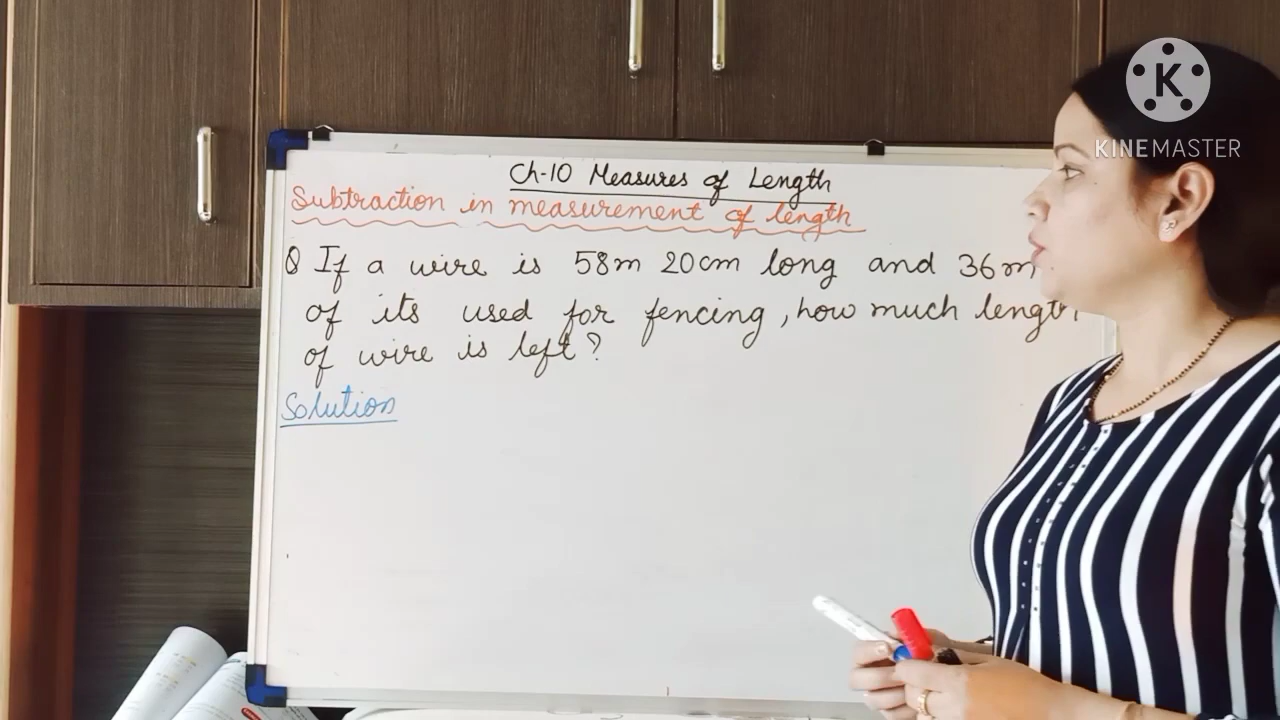 Ch-10 Measures of Length
Subtraction in measurement of length
Q If a wire is 58m 20cm long and 36m
of its used for fencing, how much length
of wire is left?
Solution
K
KINEMASTER